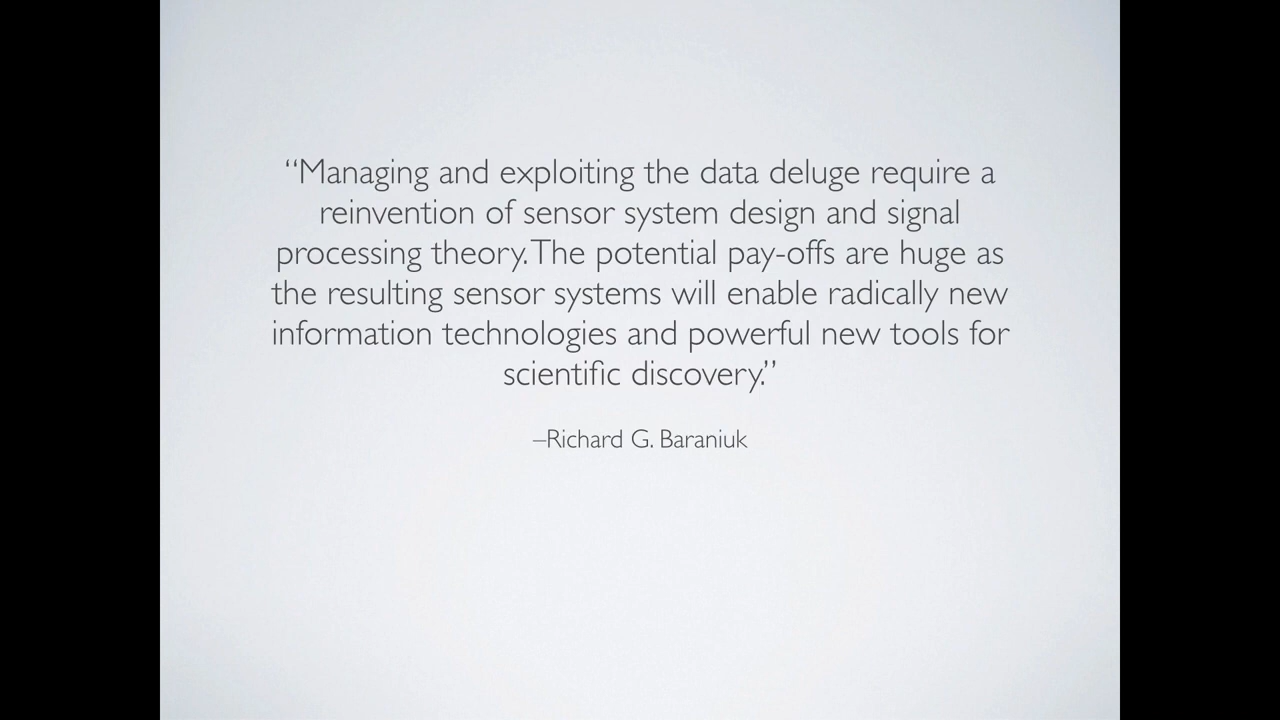 “Managing and exploiting the data deluge require a
reinvention of sensor system design and signal
processing theory. The potential pay-offs are huge as
the resulting sensor systems will enable radically new
information technologies and powerful new tools for
scientific discovery.”
–Richard G. Baraniuk